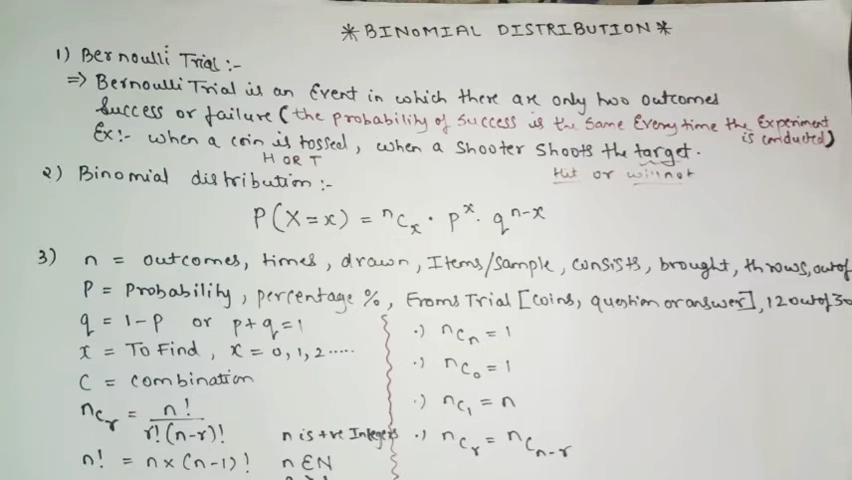 * BINOMIAL DISTRIBUTION *
1) Bernoulli Trial :-
⇒ Bernoulli Trial is an Event in which there are only two outcomes
Success or failure ( the probability of success is the same Every time the Experiment
is conducted)
Ex:- when a coin is tossed, when a shooter shoots the target.
H OR T
Hit or will not
2) Binomial distribution :-
P(X=x) = ⁿCₓ · pˣ · qⁿ⁻ˣ
3) n = outcomes, times, drawn, Items/sample, consists, brought, throws, out of
P = Probability, percentage %, From Trial [coins, question or answer], 12 out of 30
q = 1-p or p+q=1
x = To Find, x = 0, 1, 2 .....
C = combination
ⁿCᵣ = n! / r!(n-r)!
n is +ve Integers
n! = n×(n-1)! n ∈ N
·) ⁿCₙ = 1
·) ⁿC₀ = 1
·) ⁿC₁ = n
·) ⁿCᵣ = ⁿCₙ₋ᵣ